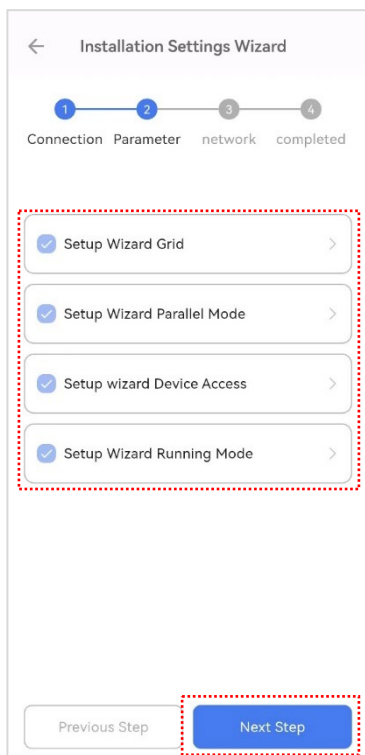 Installation Settings Wizard
1 2 3 4
Connection Parameter network completed
Setup Wizard Grid
Setup Wizard Parallel Mode
Setup wizard Device Access
Setup Wizard Running Mode
Previous Step Next Step